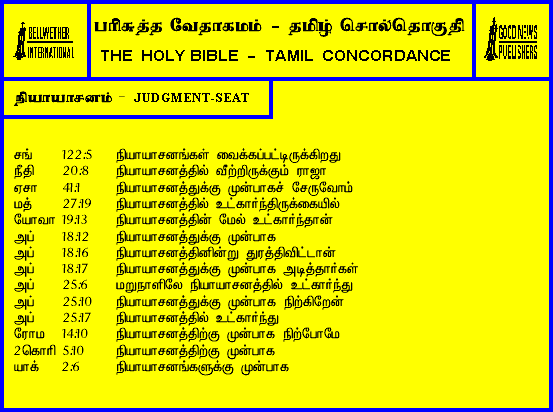 BELLWETHER
INTERNATIONAL
பரிசுத்த வேதாகமம் - தமிழ் சொல்தொகுதி
THE HOLY BIBLE - TAMIL CONCORDANCE
GOOD NEWS
PUBLISHERS
நியாயாசனம் - JUDGMENT-SEAT
சங் 122:5 நியாயாசனங்கள் வைக்கப்பட்டிருக்கிறது
நீதி 20:8 நியாயாசனத்தில் வீற்றிருக்கும் ராஜா
ஏசா 41:1 நியாயாசனத்துக்கு முன்பாகச் சேருவோம்
மத் 27:19 நியாயாசனத்தில் உட்கார்ந்திருக்கையில்
யோவா 19:13 நியாயாசனத்தின் மேல் உட்கார்ந்தான்
அப் 18:12 நியாயாசனத்துக்கு முன்பாக
அப் 18:16 நியாயாசனத்தினின்று துரத்திவிட்டான்
அப் 18:17 நியாயாசனத்துக்கு முன்பாக அடித்தார்கள்
அப் 25:6 மறுநாளிலே நியாயாசனத்தில் உட்கார்ந்து
அப் 25:10 நியாயாசனத்துக்கு முன்பாக நிற்கிறேன்
அப் 25:17 நியாயாசனத்தில் உட்கார்ந்து
ரோம 14:10 நியாயாசனத்திற்கு முன்பாக நிற்போமே
2கொரி 5:10 நியாயாசனத்திற்கு முன்பாக
யாக் 2:6 நியாயாசனங்களுக்கு முன்பாக